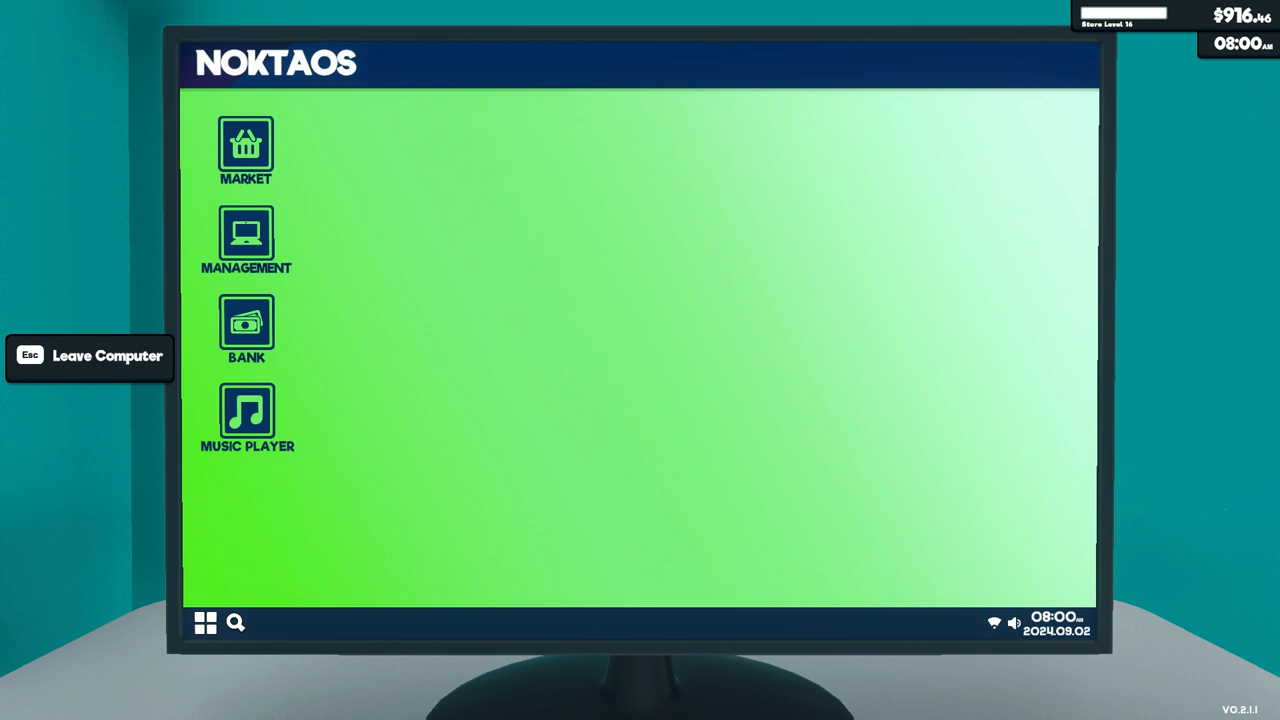 $916.46
Store Level 16
08:00AM
NOKTAOS
MARKET
MANAGEMENT
BANK
MUSIC PLAYER
Esc Leave Computer
08:00AM
2024.09.02
V0.2.1.1